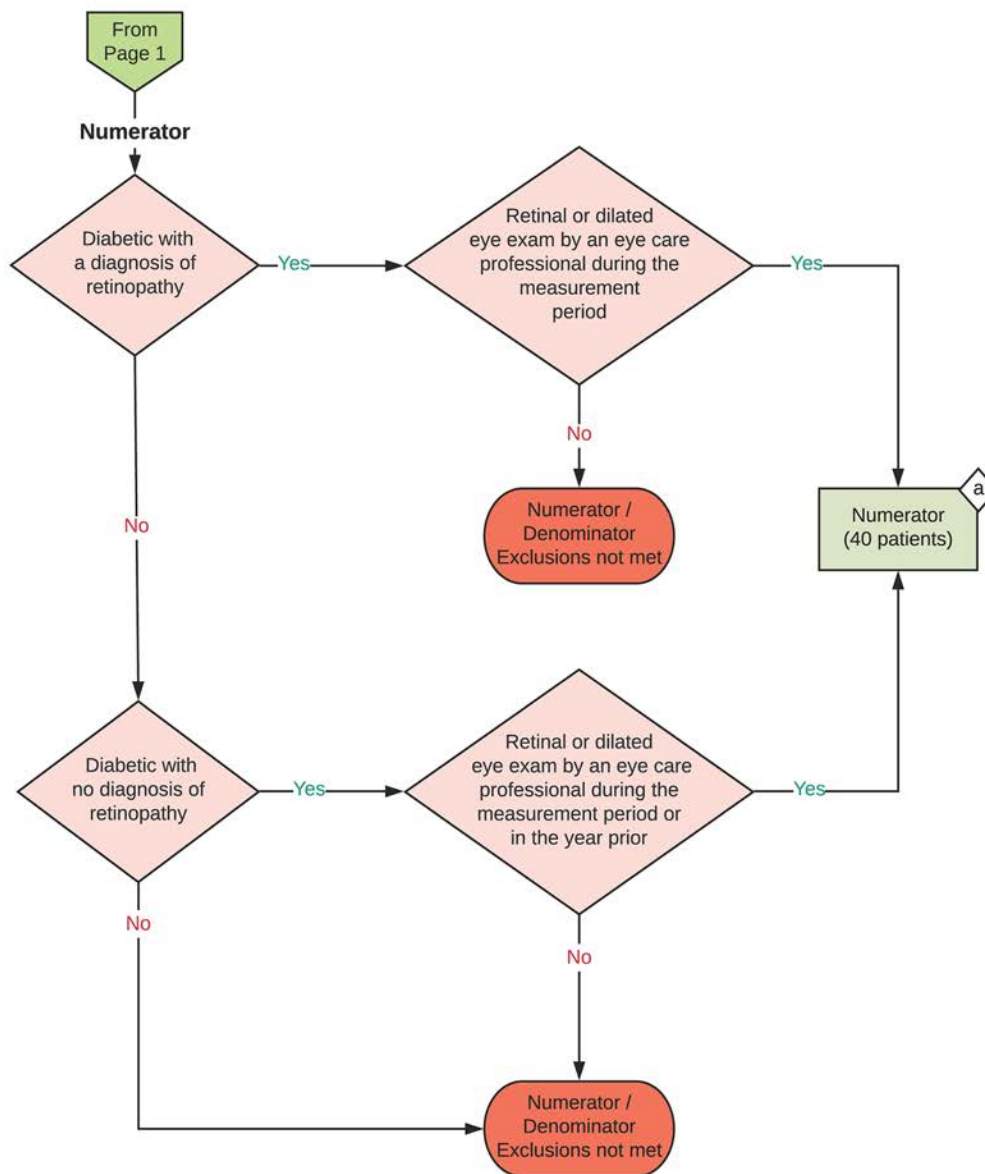 From
Page 1
Numerator
Diabetic with
a diagnosis of
retinopathy
Yes
Retinal or dilated
eye exam by an eye care
professional during the
measurement
period
Yes
No
No
Numerator /
Denominator
Exclusions not met
a
Numerator
(40 patients)
Diabetic with
no diagnosis of
retinopathy
Yes
Retinal or dilated
eye exam by an eye care
professional during the
measurement period or
in the year prior
Yes
No
No
Numerator /
Denominator
Exclusions not met